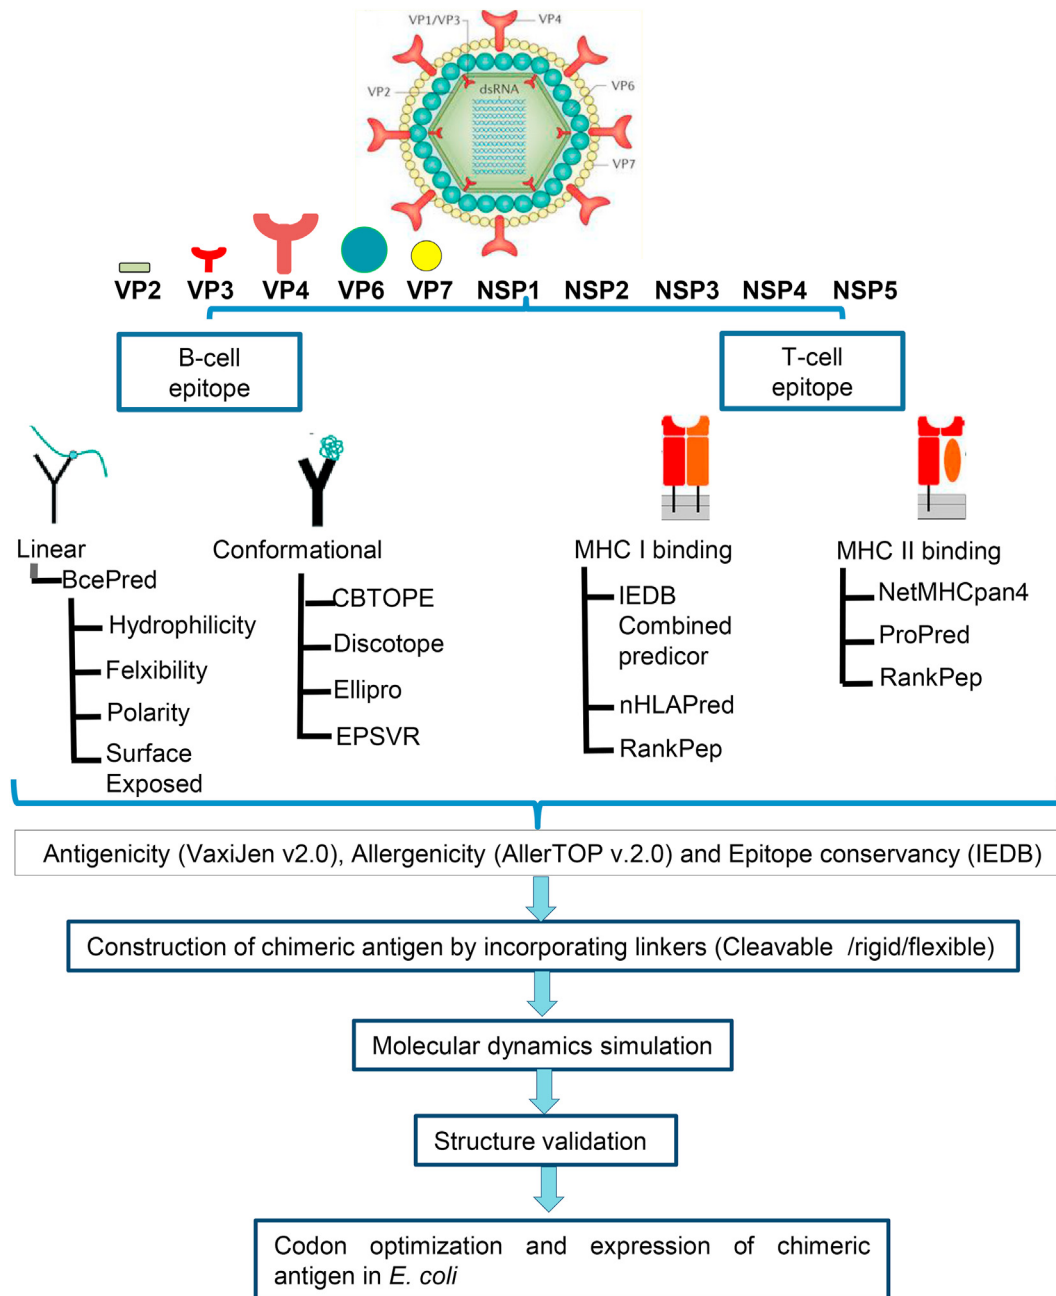 VP1/VP3
VP4
VP2
dsRNA
VP6
VP7
VP2 VP3 VP4 VP6 VP7 NSP1 NSP2 NSP3 NSP4 NSP5
B-cell
epitope
T-cell
epitope
Linear
BcePred
Hydrophilicity
Felxibility
Polarity
Surface
Exposed
Conformational
CBTOPE
Discotope
Ellipro
EPSVR
MHC I binding
IEDB
Combined
predicor
nHLAPred
RankPep
MHC II binding
NetMHCpan4
ProPred
RankPep
Antigenicity (VaxiJen v2.0), Allergenicity (AllerTOP v.2.0) and Epitope conservancy (IEDB)
Construction of chimeric antigen by incorporating linkers (Cleavable /rigid/flexible)
Molecular dynamics simulation
Structure validation
Codon optimization and expression of chimeric
antigen in E. coli